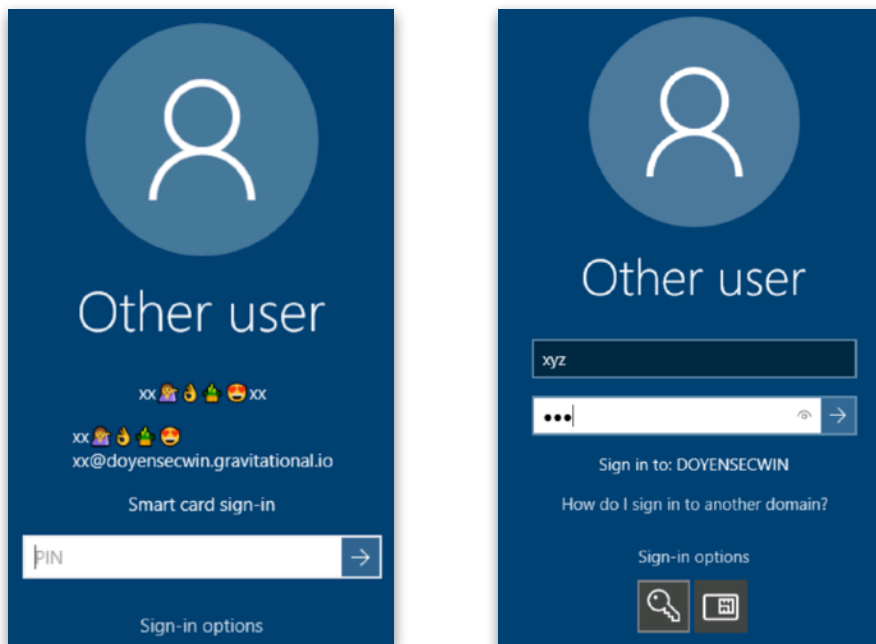 Other user
xx💁👌🎍😍xx
xx💁👌🎍😍
xx@doyensecwin.gravitational.io
Smart card sign-in
PIN
Sign-in options
Other user
xyz
•••
Sign in to: DOYENSECWIN
How do I sign in to another domain?
Sign-in options